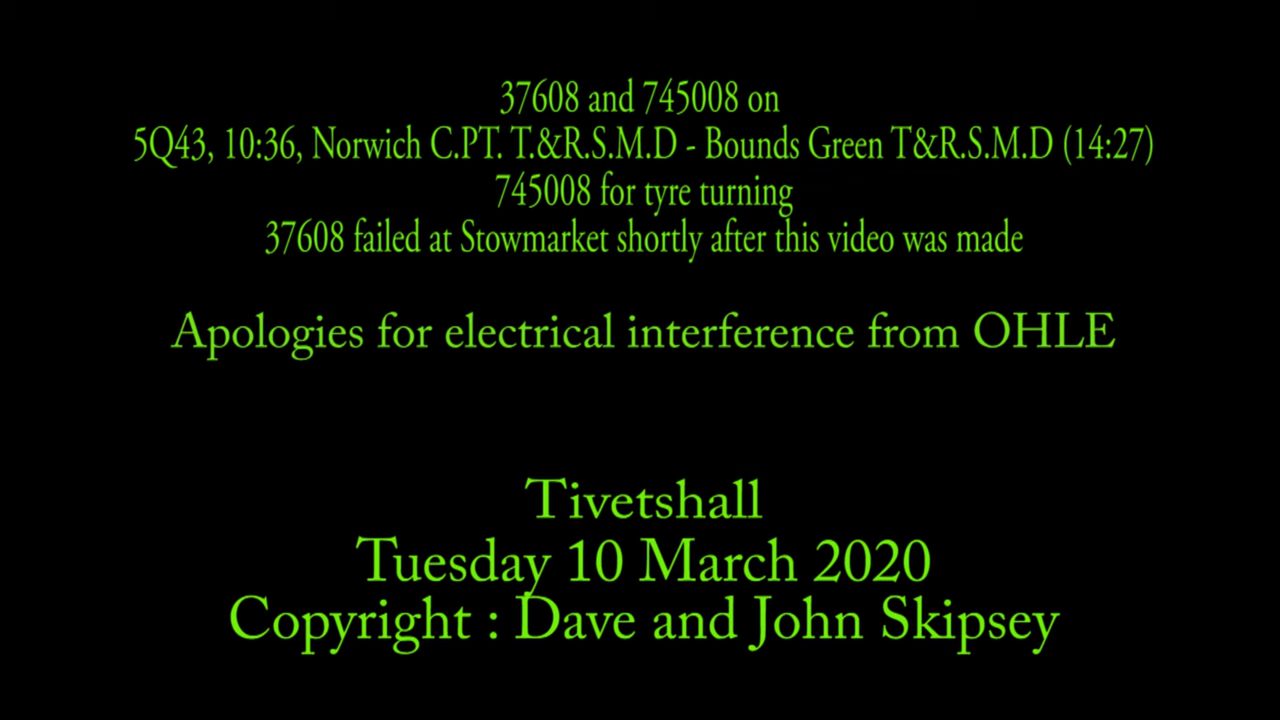 37608 and 745008 on
5Q43, 10:36, Norwich C.PT. T.&R.S.M.D - Bounds Green T&R.S.M.D (14:27)
745008 for tyre turning
37608 failed at Stowmarket shortly after this video was made
Apologies for electrical interference from OHLE
Tivetshall
Tuesday 10 March 2020
Copyright : Dave and John Skipsey